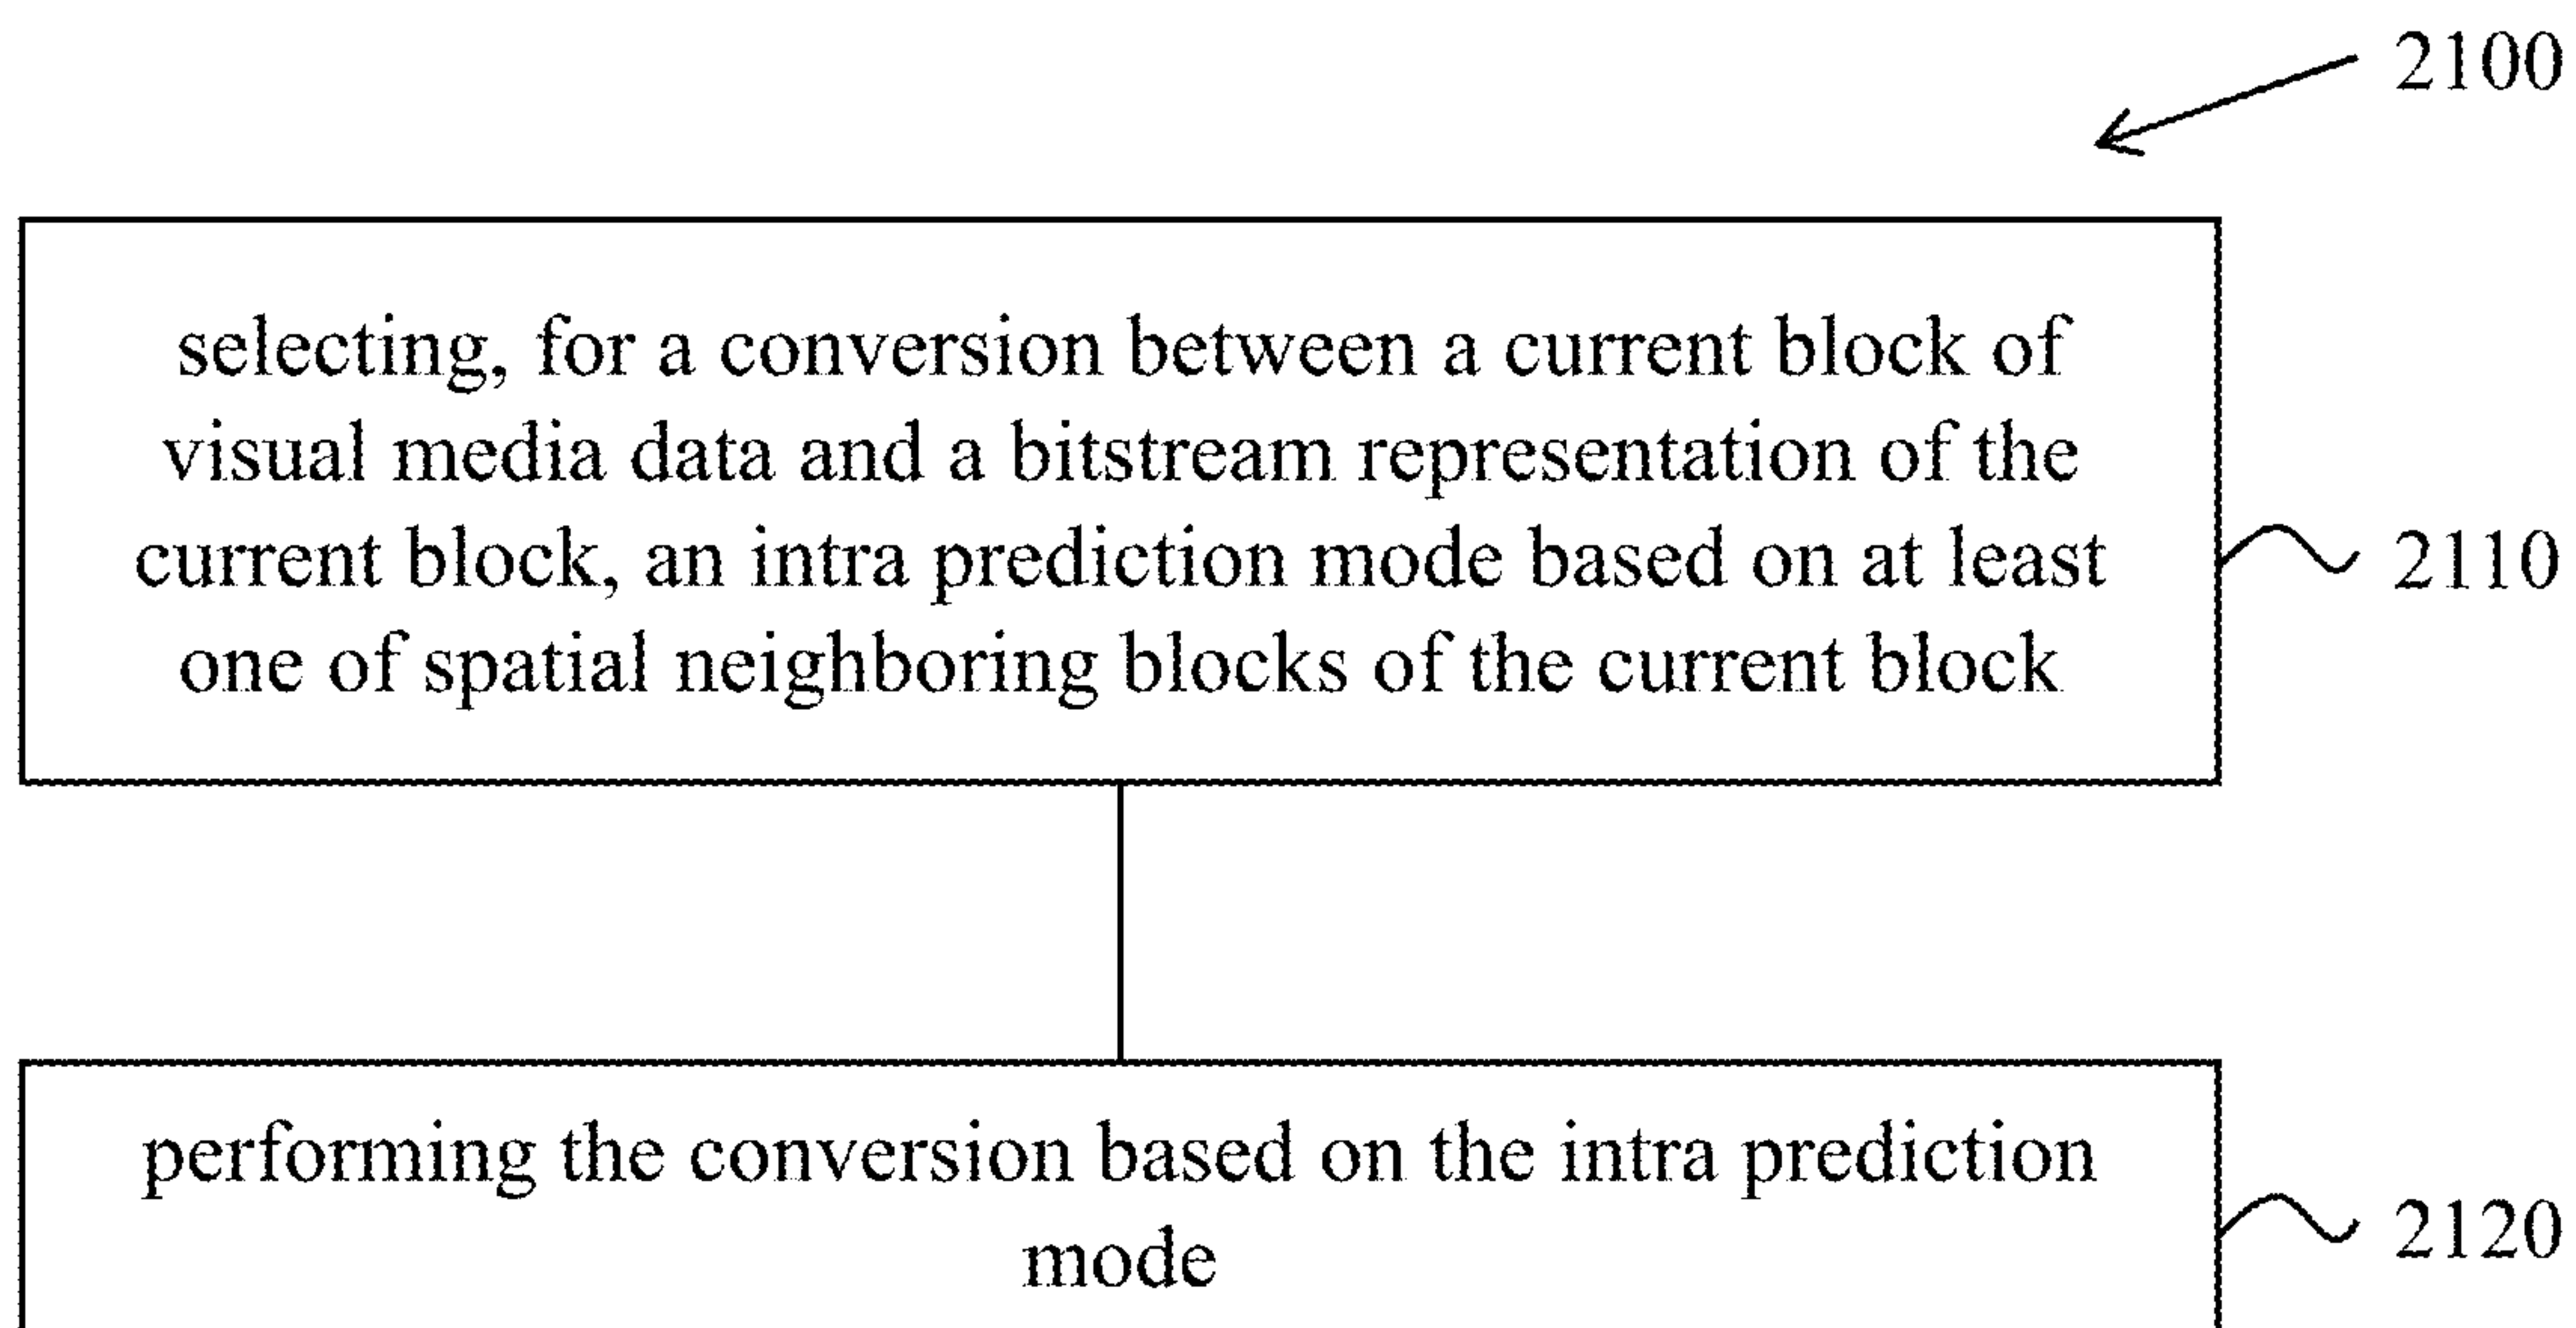 2100
selecting, for a conversion between a current block of
visual media data and a bitstream representation of the
current block, an intra prediction mode based on at least
one of spatial neighboring blocks of the current block
2110
performing the conversion based on the intra prediction
mode
2120